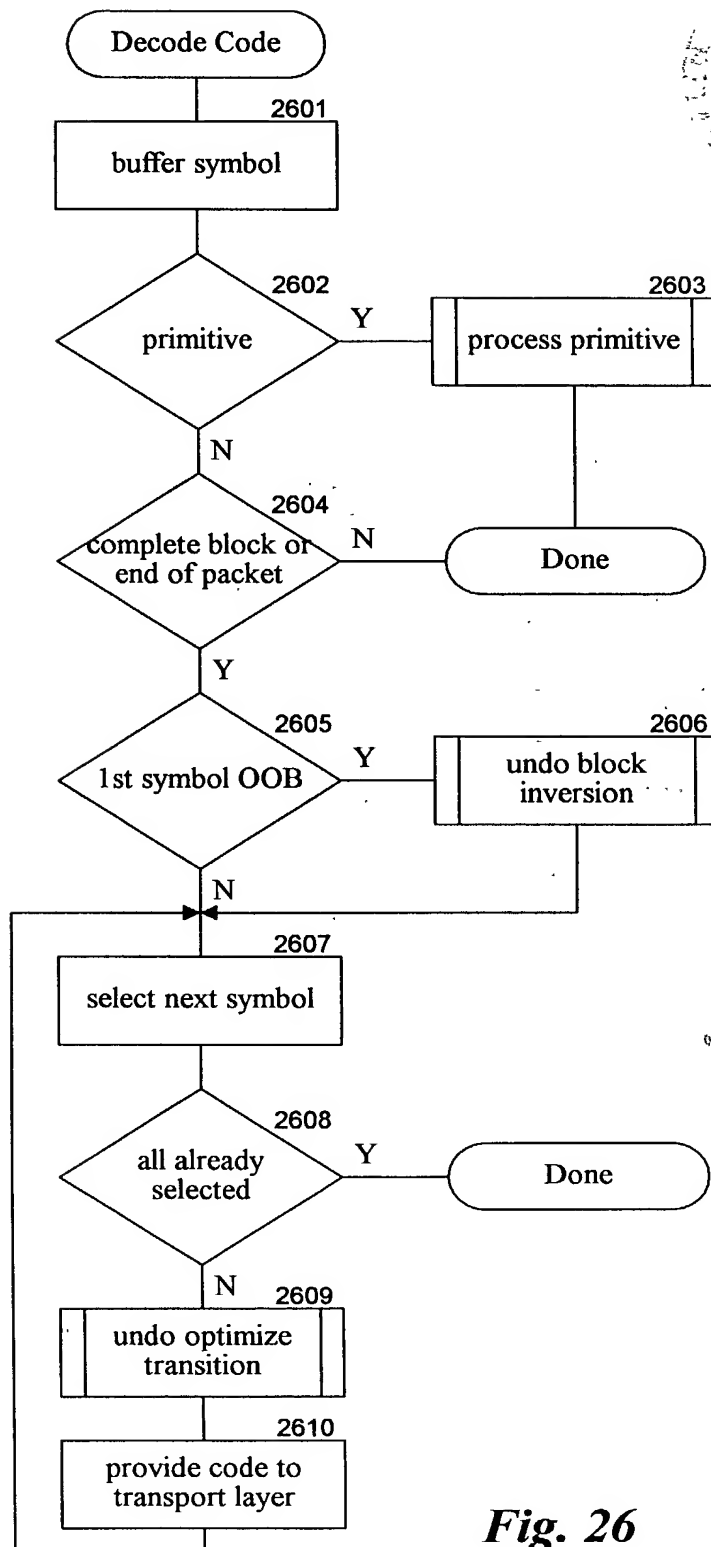 Decode Code
2601
buffer symbol
2602
primitive
Y
2603
process primitive
N
2604
complete block or
end of packet
N
Done
Y
2605
1st symbol OOB
Y
2606
undo block
inversion
N
2607
select next symbol
2608
all already
selected
Y
Done
N
2609
undo optimize
transition
2610
provide code to
transport layer
Fig. 26